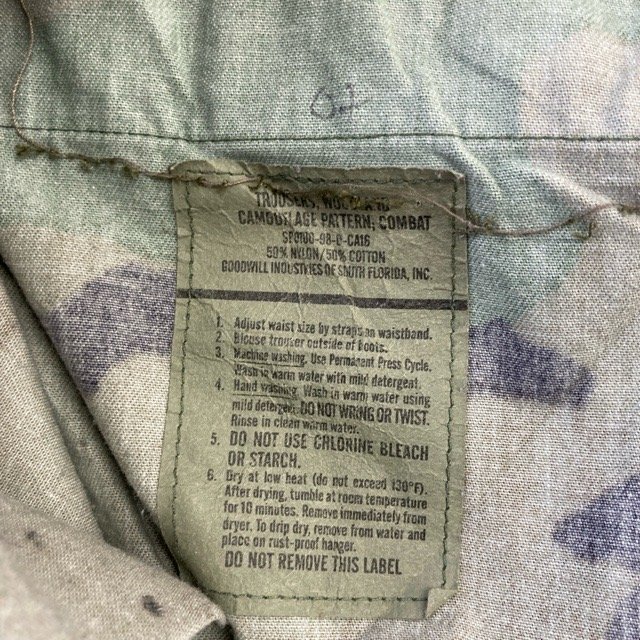 02
TROUSERS, WOODLAND
CAMOUFLAGE PATTERN; COMBAT
SP0100-98-D-CA16
50% NYLON/50% COTTON
GOODWILL INDUSTRIES OF SOUTH FLORIDA, INC.
1. Adjust waist size by straps on waistband.
2. Blouse trouser outside of boots.
3. Machine washing. Use Permanent Press Cycle.
Wash in warm water with mild detergent.
4. Hand washing. Wash in warm water using
mild detergent. DO NOT WRING OR TWIST.
Rinse in clean warm water.
5. DO NOT USE CHLORINE BLEACH
OR STARCH.
6. Dry at low heat (do not exceed 130°F).
After drying, tumble at room temperature
for 10 minutes. Remove immediately from
dryer. To drip dry, remove from water and
place on rust-proof hanger.
DO NOT REMOVE THIS LABEL